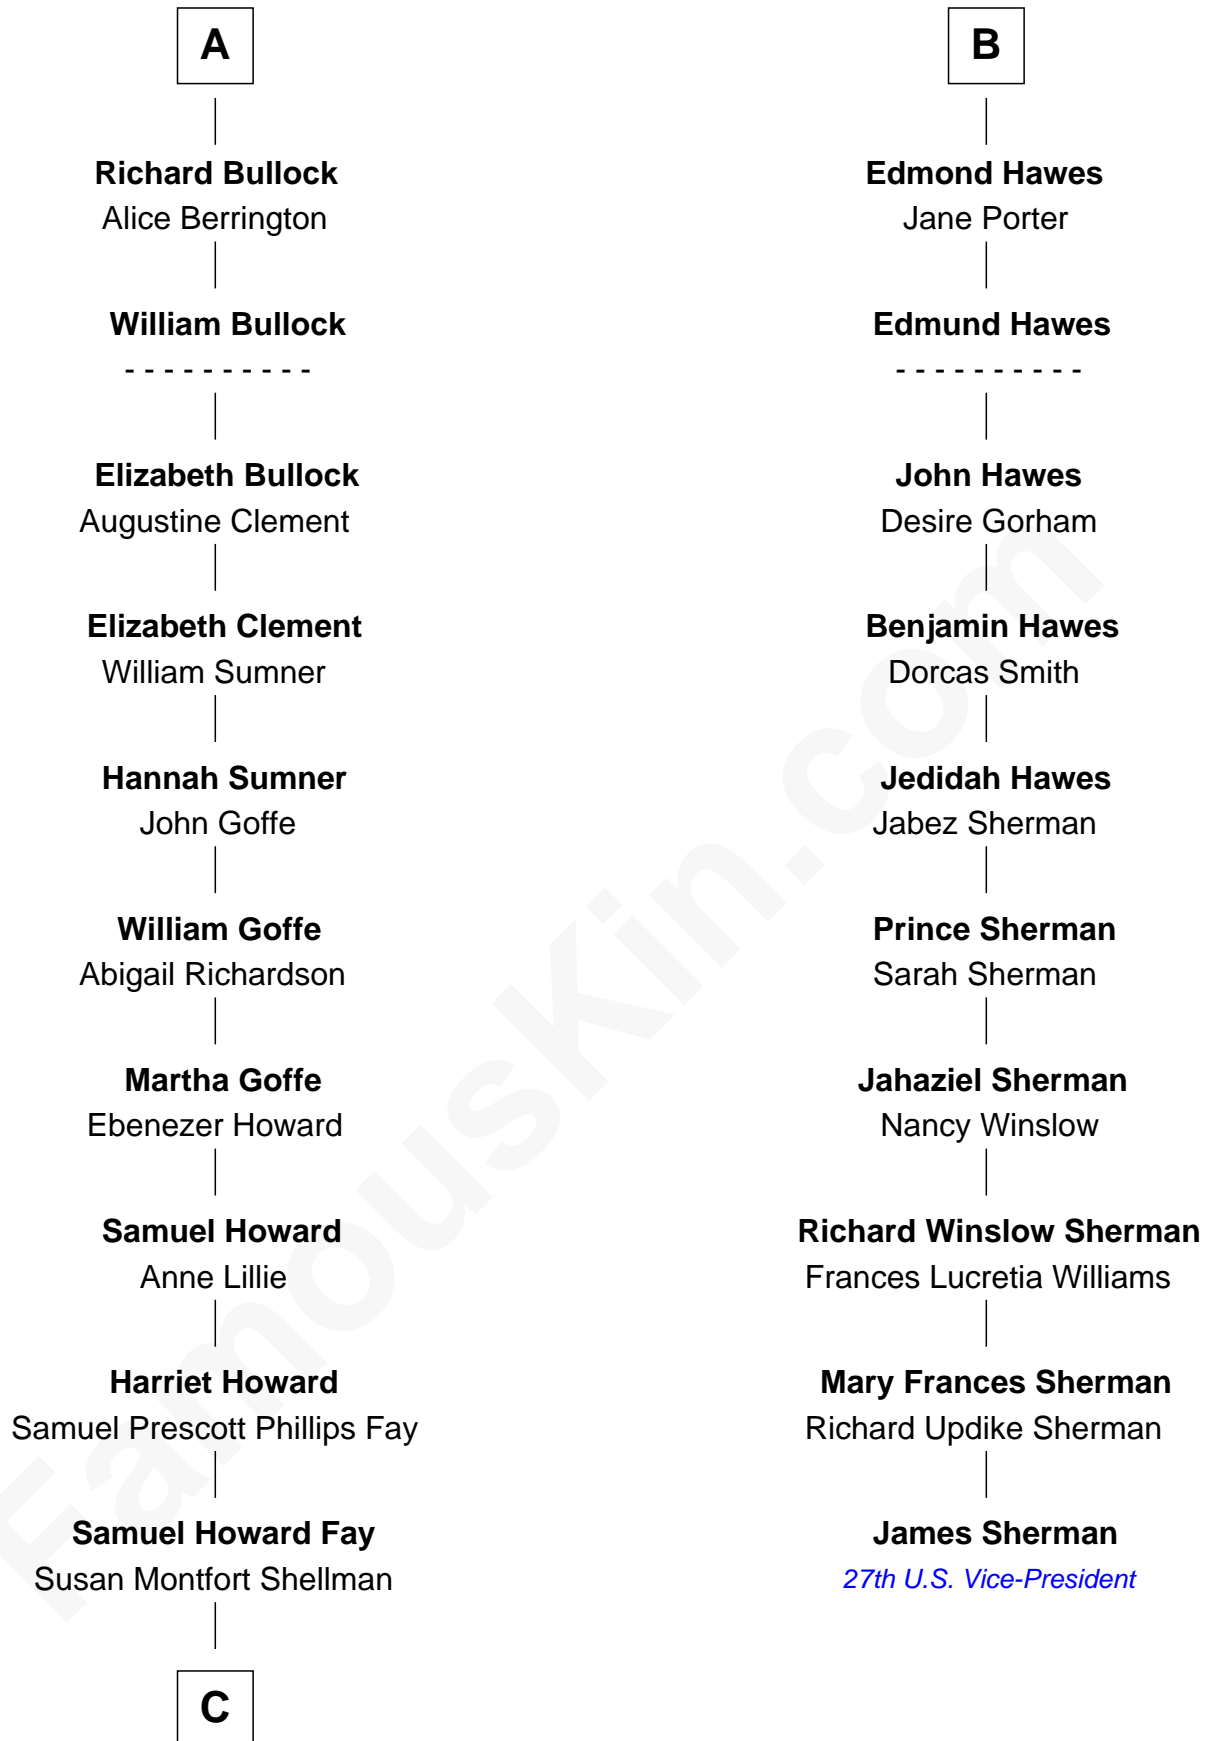 A
Richard Bullock
Alice Berrington
William Bullock
- - - - - - - - - -
Elizabeth Bullock
Augustine Clement
Elizabeth Clement
William Sumner
Hannah Sumner
John Goffe
William Goffe
Abigail Richardson
Martha Goffe
Ebenezer Howard
Samuel Howard
Anne Lillie
Harriet Howard
Samuel Prescott Phillips Fay
Samuel Howard Fay
Susan Montfort Shellman
C
B
Edmond Hawes
Jane Porter
Edmund Hawes
- - - - - - - - - -
John Hawes
Desire Gorham
Benjamin Hawes
Dorcas Smith
Jedidah Hawes
Jabez Sherman
Prince Sherman
Sarah Sherman
Jahaziel Sherman
Nancy Winslow
Richard Winslow Sherman
Frances Lucretia Williams
Mary Frances Sherman
Richard Updike Sherman
James Sherman
27th U.S. Vice-President
FamousKin.com